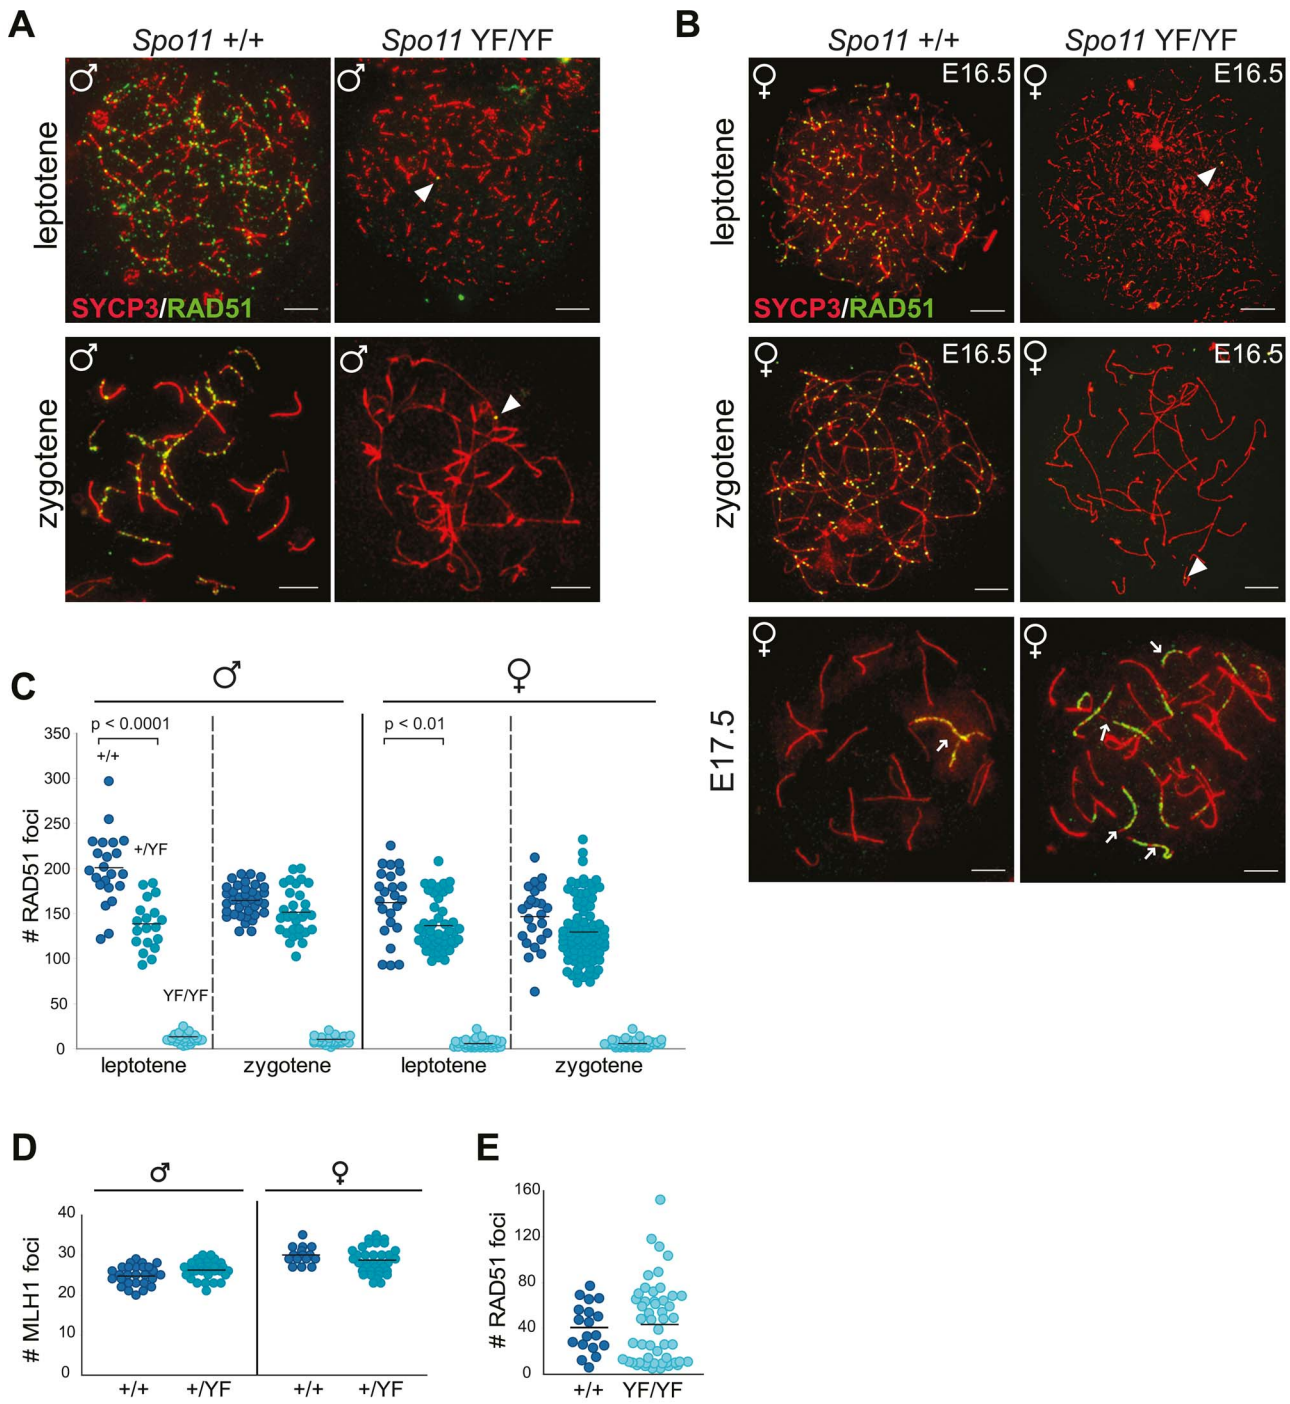 A
Spo11 +/+
Spo11 YF/YF
♂
♂
leptotene
SYCP3/RAD51
♂
♂
zygotene
B
Spo11 +/+
Spo11 YF/YF
♀
E16.5
♀
E16.5
leptotene
SYCP3/RAD51
♀
E16.5
♀
E16.5
zygotene
♀
♀
E17.5
C
♂
♀
p < 0.0001
p < 0.01
+/+
+/YF
YF/YF
# RAD51 foci
350
300
250
200
150
100
50
0
leptotene
zygotene
leptotene
zygotene
D
♂
♀
# MLH1 foci
40
30
20
10
0
+/+
+/YF
+/+
+/YF
E
# RAD51 foci
160
120
80
40
0
+/+
YF/YF